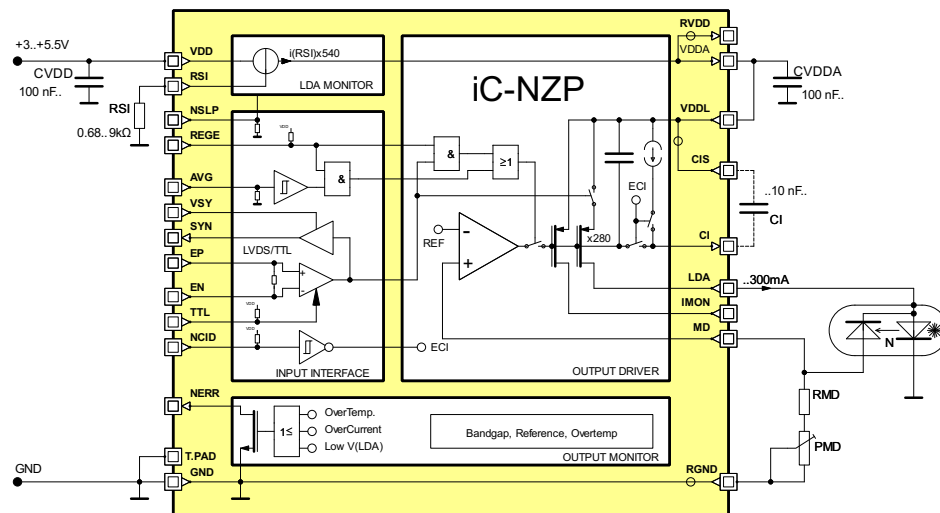 +3..+5.5V
CVDD
100 nF..
RSI
0.68..9kΩ
GND
VDD
RSI
NSLP
REGE
AVG
VSY
SYN
EP
EN
TTL
NCID
NERR
T.PAD
GND
i(RSI)x540
LDA MONITOR
VDD
&
LVDS/TTL
+
-
VDD
VDD
ECI
INPUT INTERFACE
iC-NZP
&
≥1
REF
-
+
x280
ECI
OUTPUT DRIVER
1≤
OverTemp.
OverCurrent
Low V(LDA)
Bandgap, Reference, Overtemp
OUTPUT MONITOR
RVDD
VDDA
VDDL
CIS
CI
LDA
IMON
MD
RGND
CVDDA
100 nF..
..10 nF..
CI
..300mA
N
RMD
PMD